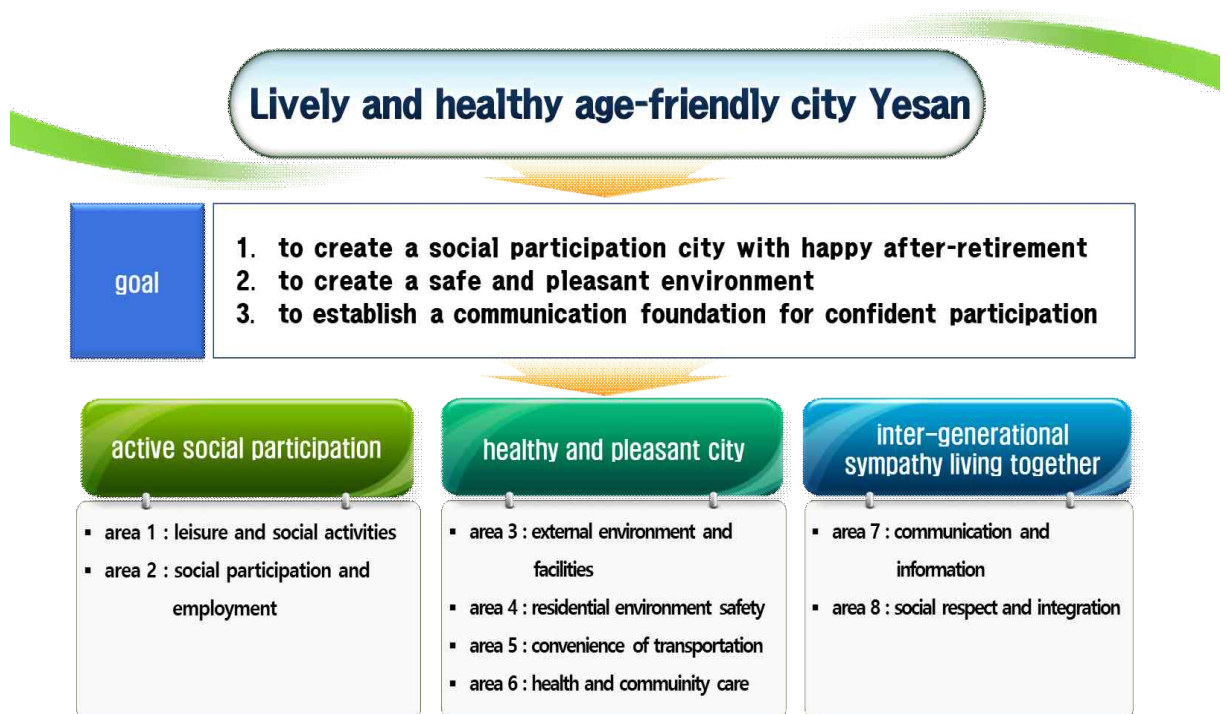 Lively and healthy age-friendly city Yesan
goal
1. to create a social participation city with happy after-retirement
2. to create a safe and pleasant environment
3. to establish a communication foundation for confident participation
active social participation
▪ area 1 : leisure and social activities
▪ area 2 : social participation and
employment
healthy and pleasant city
▪ area 3 : external environment and
facilities
▪ area 4 : residential environment safety
▪ area 5 : convenience of transportation
▪ area 6 : health and commuinity care
inter-generational
sympathy living together
▪ area 7 : communication and
information
▪ area 8 : social respect and integration